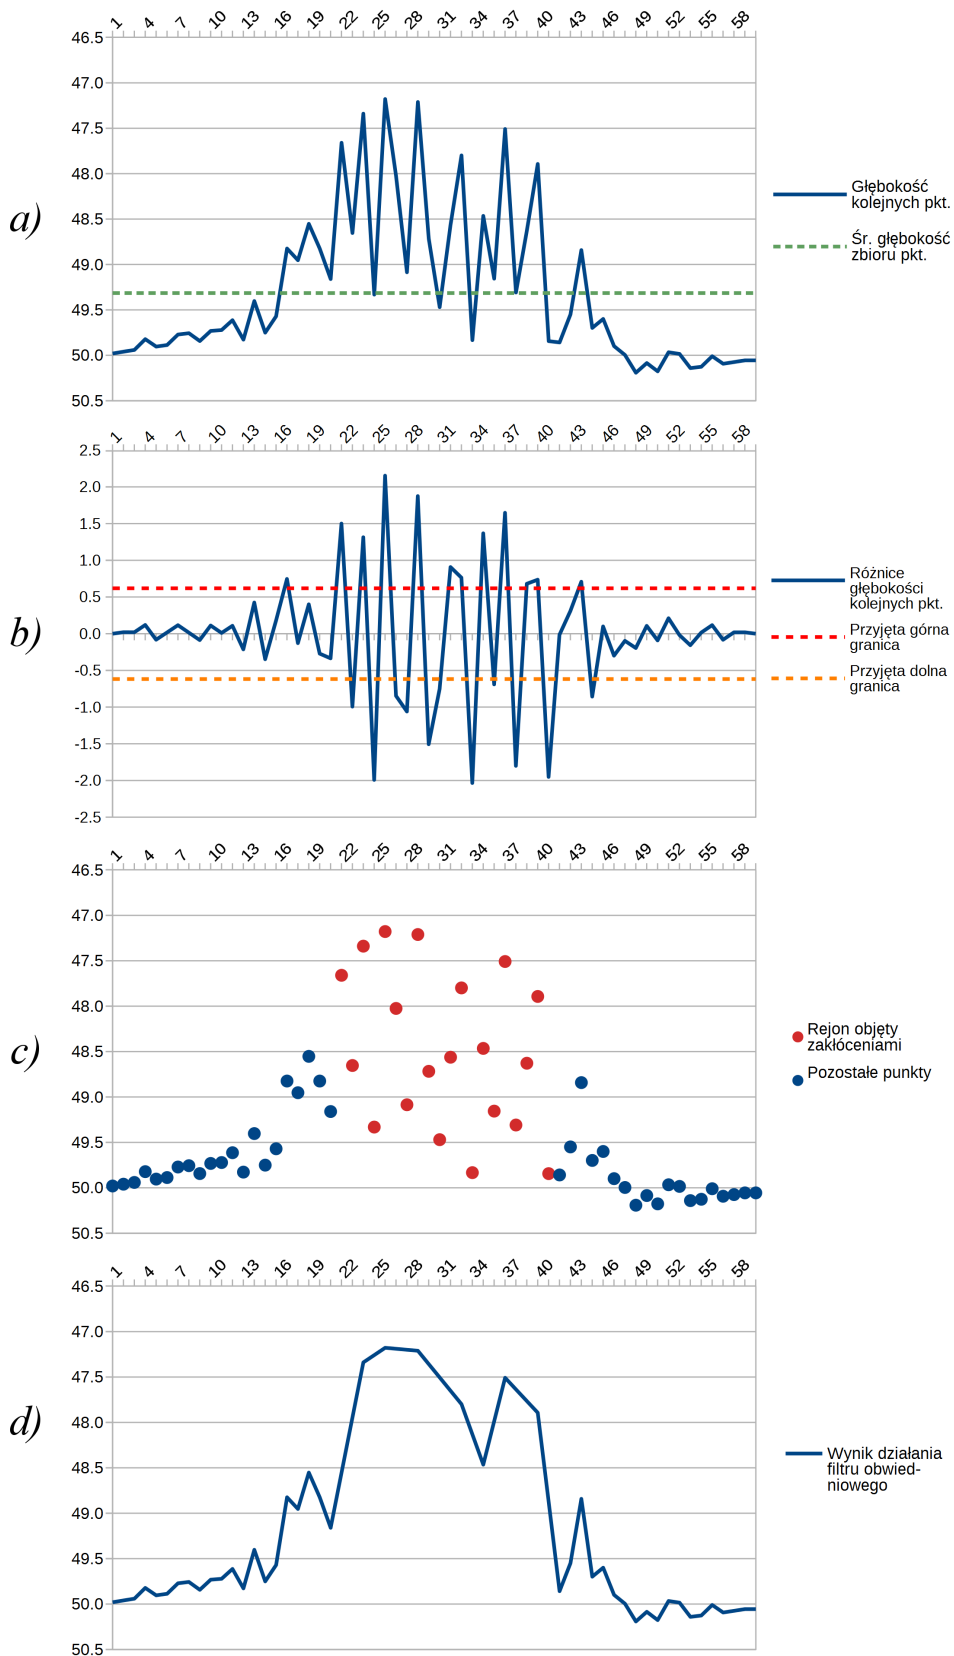 1 4 7 10 13 16 19 22 25 28 31 34 37 40 43 46 49 52 55 58
46.5
47.0
47.5
48.0
48.5
49.0
49.5
50.0
50.5
a)
Głębokość
kolejnych pkt.
Śr. głębokość
zbioru pkt.
1 4 7 10 13 16 19 22 25 28 31 34 37 40 43 46 49 52 55 58
2.5
2.0
1.5
1.0
0.5
0.0
-0.5
-1.0
-1.5
-2.0
-2.5
b)
Różnice
głębokości
kolejnych pkt.
Przyjęta górna
granica
Przyjęta dolna
granica
1 4 7 10 13 16 19 22 25 28 31 34 37 40 43 46 49 52 55 58
46.5
47.0
47.5
48.0
48.5
49.0
49.5
50.0
50.5
c)
Rejon objęty
zakłóceniami
Pozostałe punkty
1 4 7 10 13 16 19 22 25 28 31 34 37 40 43 46 49 52 55 58
46.5
47.0
47.5
48.0
48.5
49.0
49.5
50.0
50.5
d)
Wynik działania
filtru obwied-
niowego